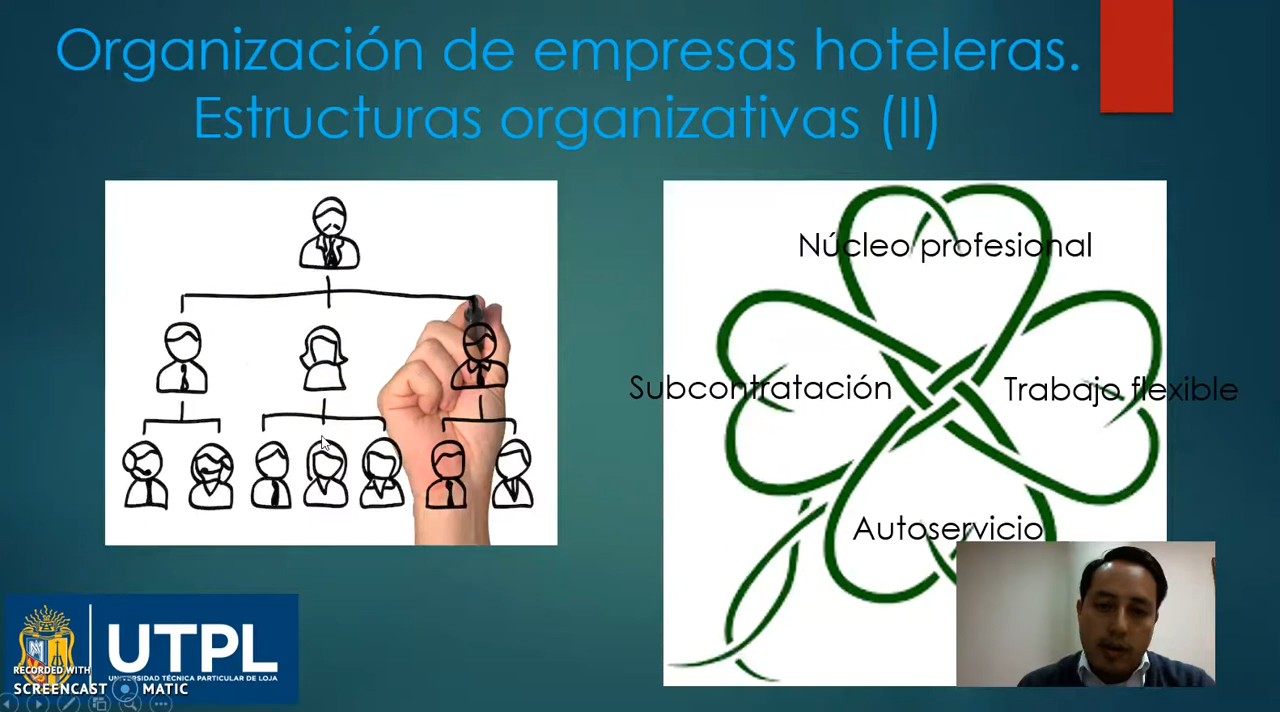 Organización de empresas hoteleras.
Estructuras organizativas (II)
Núcleo profesional
Subcontratación
Trabajo flexible
Autoservicio
UTPL
UNIVERSIDAD TÉCNICA PARTICULAR DE LOJA
RECORDED WITH
SCREENCAST MATIC